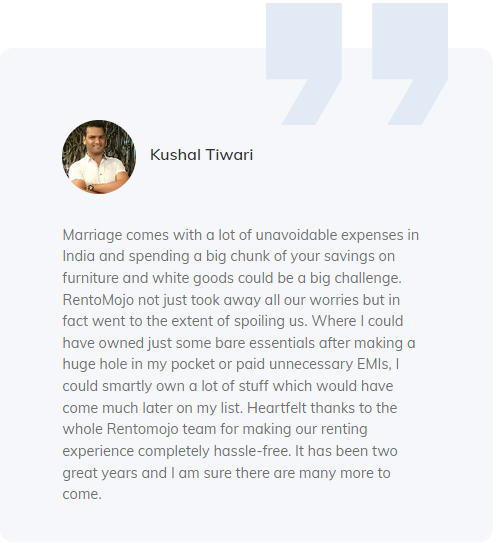 Kushal Tiwari
Marriage comes with a lot of unavoidable expenses in
India and spending a big chunk of your savings on
furniture and white goods could be a big challenge.
RentoMojo not just took away all our worries but in
fact went to the extent of spoiling us. Where I could
have owned just some bare essentials after making a
huge hole in my pocket or paid unnecessary EMIs, I
could smartly own a lot of stuff which would have
come much later on my list. Heartfelt thanks to the
whole Rentomojo team for making our renting
experience completely hassle-free. It has been two
great years and I am sure there are many more to
come.